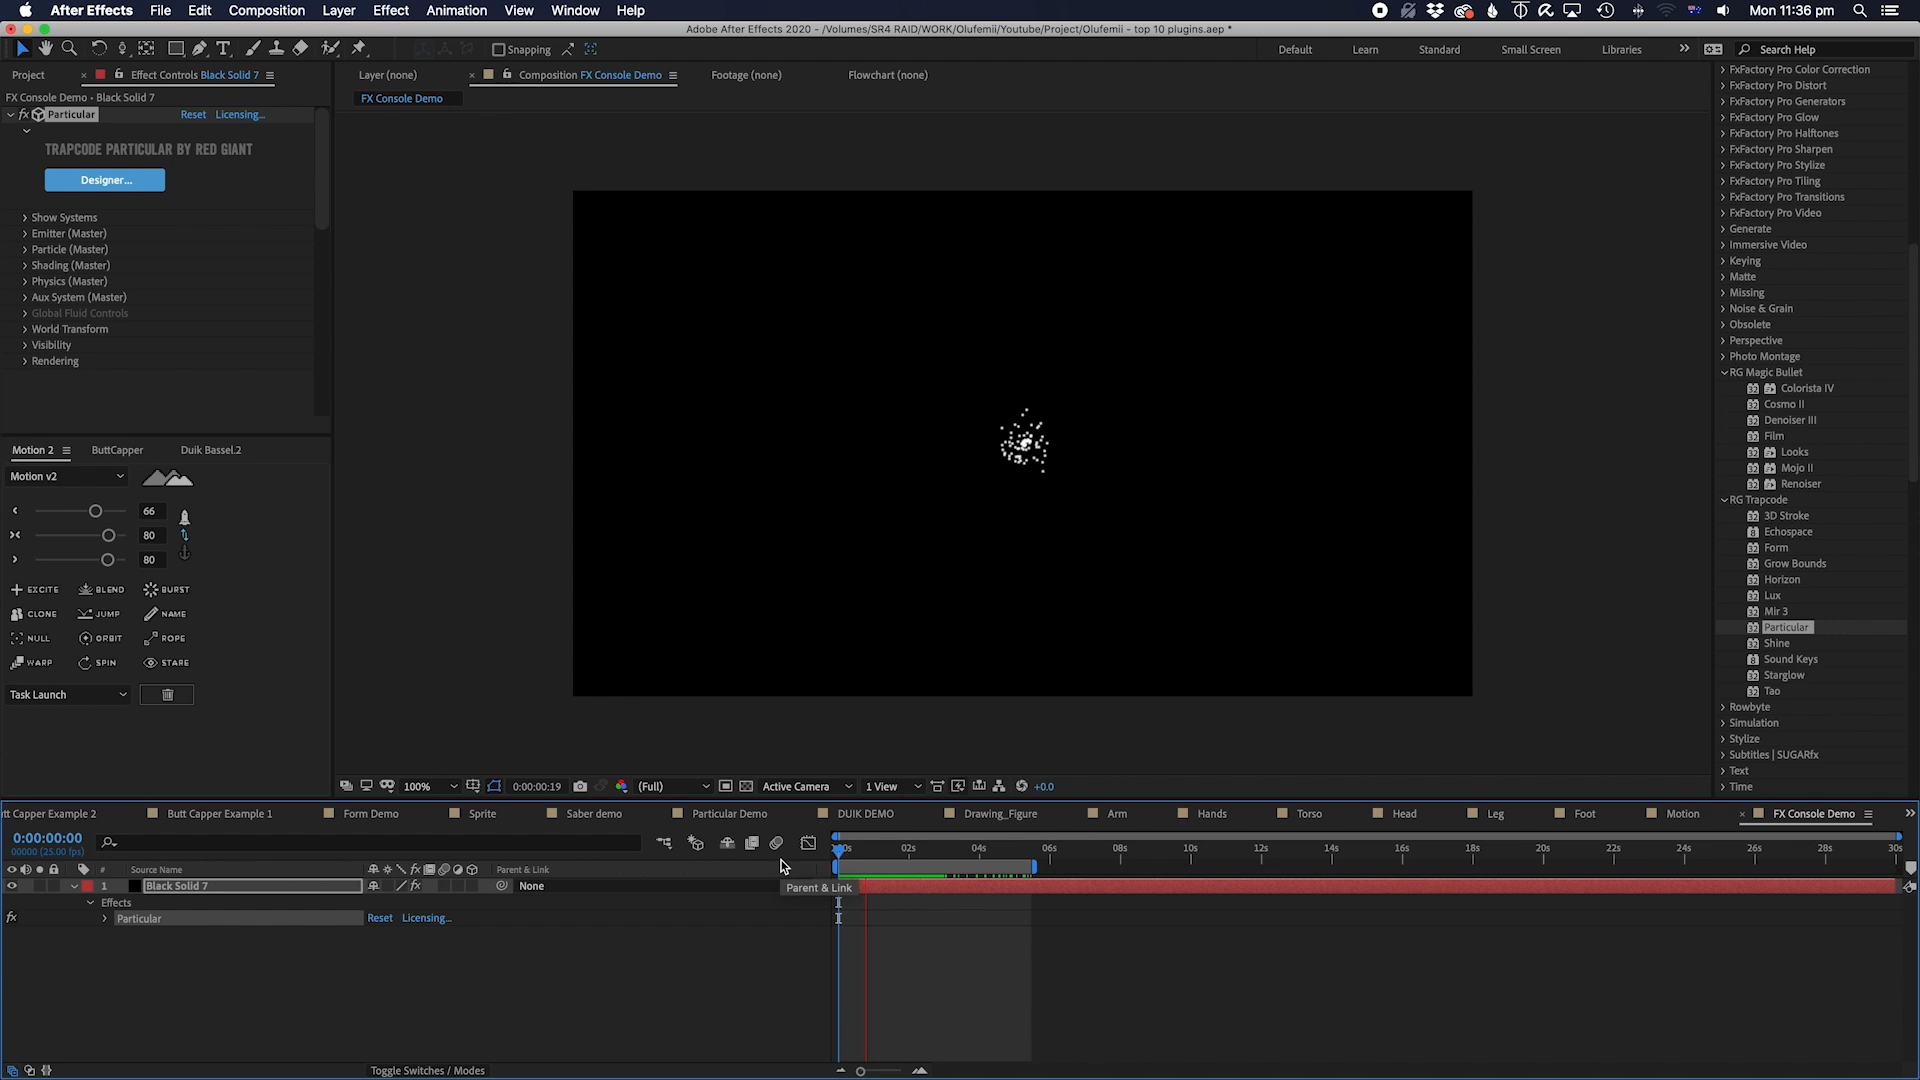 After Effects File Edit Composition Layer Effect Animation View Window Help Mon 11:36 pm
Adobe After Effects 2020 - /Volumes/SR4 RAID/WORK/Olufemii/Youtube/Project/Olufemii - top 10 plugins.aep *
Snapping Default Learn Standard Small Screen Libraries Search Help
Project Effect Controls Black Solid 7 Layer (none) Composition FX Console Demo Footage (none) Flowchart (none)
FX Console Demo • Black Solid 7
FX Console Demo
Particular Reset Licensing...
TRAPCODE PARTICULAR BY RED GIANT
Designer...
Show Systems
Emitter (Master)
Particle (Master)
Shading (Master)
Physics (Master)
Aux System (Master)
Global Fluid Controls
World Transform
Visibility
Rendering
Motion 2 ButtCapper Duik Bassel.2
Motion v2
66
80
80
EXCITE BLEND BURST
CLONE JUMP NAME
NULL ORBIT ROPE
WARP SPIN STARE
Task Launch
100% 0:00:00:19 (Full) Active Camera 1 View +0.0
FxFactory Pro Color Correction
FxFactory Pro Distort
FxFactory Pro Generators
FxFactory Pro Glow
FxFactory Pro Halftones
FxFactory Pro Sharpen
FxFactory Pro Stylize
FxFactory Pro Tiling
FxFactory Pro Transitions
FxFactory Pro Video
Generate
Immersive Video
Keying
Matte
Missing
Noise & Grain
Obsolete
Perspective
Photo Montage
RG Magic Bullet
Colorista IV
Cosmo II
Denoiser III
Film
Looks
Mojo II
Renoiser
RG Trapcode
3D Stroke
Echospace
Form
Grow Bounds
Horizon
Lux
Mir 3
Particular
Shine
Sound Keys
Starglow
Tao
Rowbyte
Simulation
Stylize
Subtitles | SUGARfx
Text
Time
tt Capper Example 2 Butt Capper Example 1 Form Demo Sprite Saber demo Particular Demo DUIK DEMO Drawing_Figure Arm Hands Torso Head Leg Foot Motion FX Console Demo
0:00:00:00
00000 (25.00 fps)
00s 02s 04s 06s 08s 10s 12s 14s 16s 18s 20s 22s 24s 26s 28s 30s
# Source Name Parent & Link
1 Black Solid 7 None
Parent & Link
Effects
fx Particular Reset Licensing...
Toggle Switches / Modes